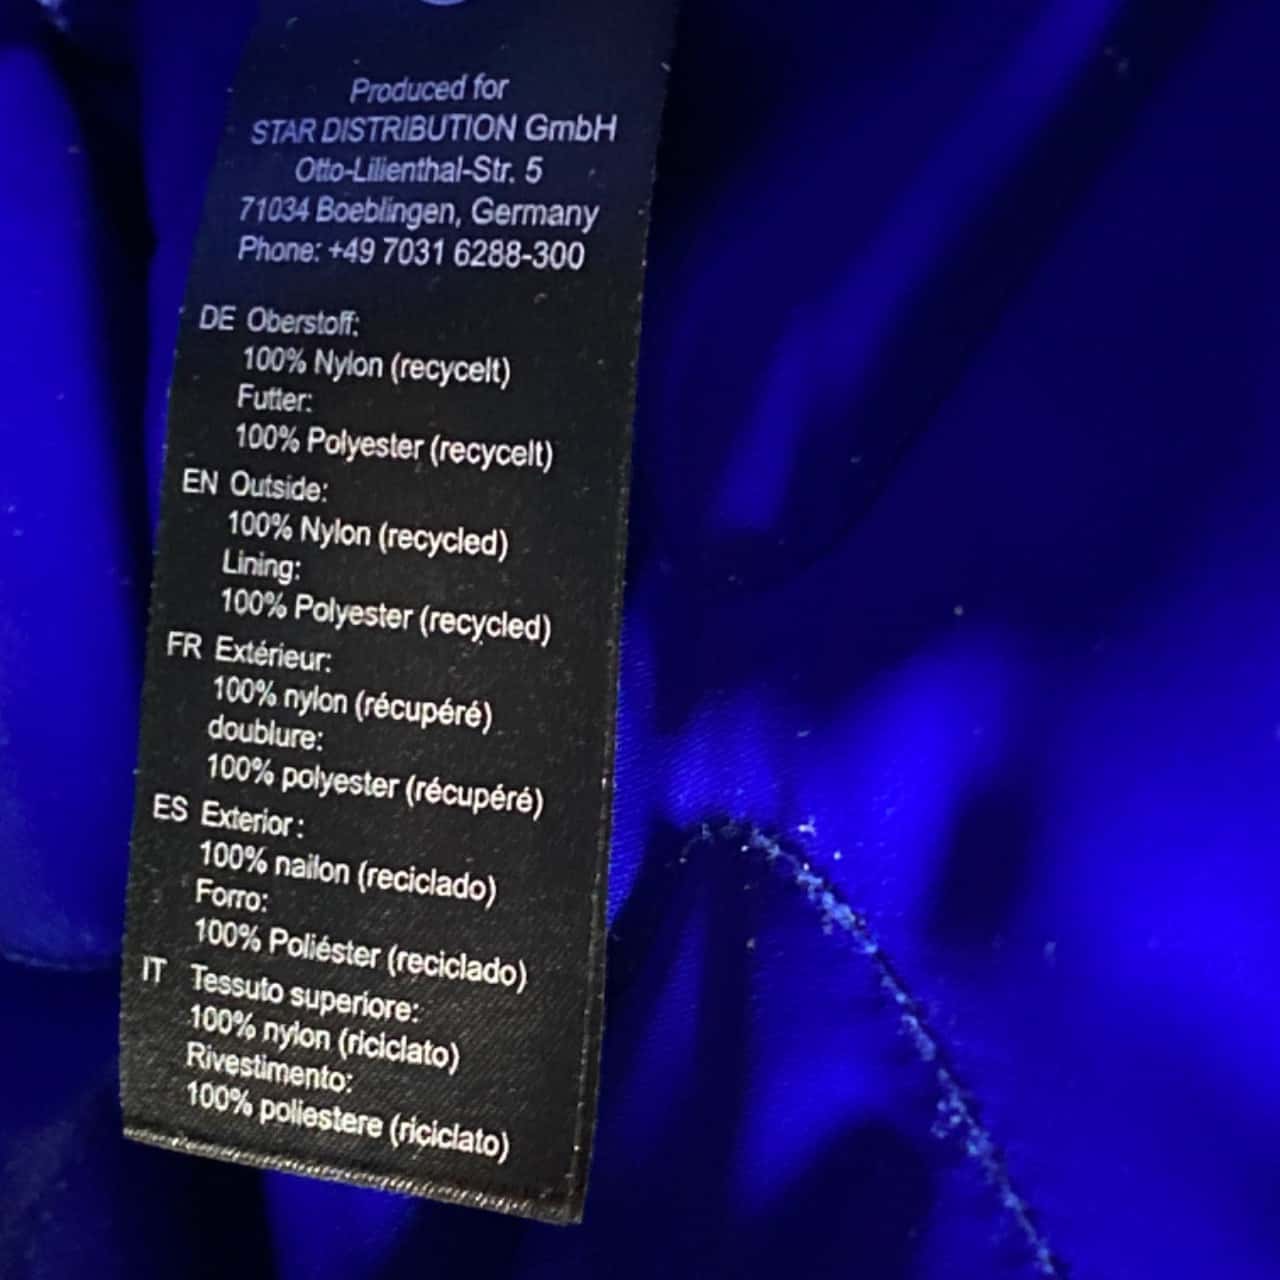 Produced for
STAR DISTRIBUTION GmbH
Otto-Lilienthal-Str. 5
71034 Boeblingen, Germany
Phone: +49 7031 6288-300
DE Oberstoff:
100% Nylon (recycelt)
Futter:
100% Polyester (recycelt)
EN Outside:
100% Nylon (recycled)
Lining:
100% Polyester (recycled)
FR Extérieur:
100% nylon (récupéré)
doublure:
100% polyester (récupéré)
ES Exterior :
100% nailon (reciclado)
Forro:
100% Poliéster (reciclado)
IT Tessuto superiore:
100% nylon (riciclato)
Rivestimento:
100% poliestere (riciclato)